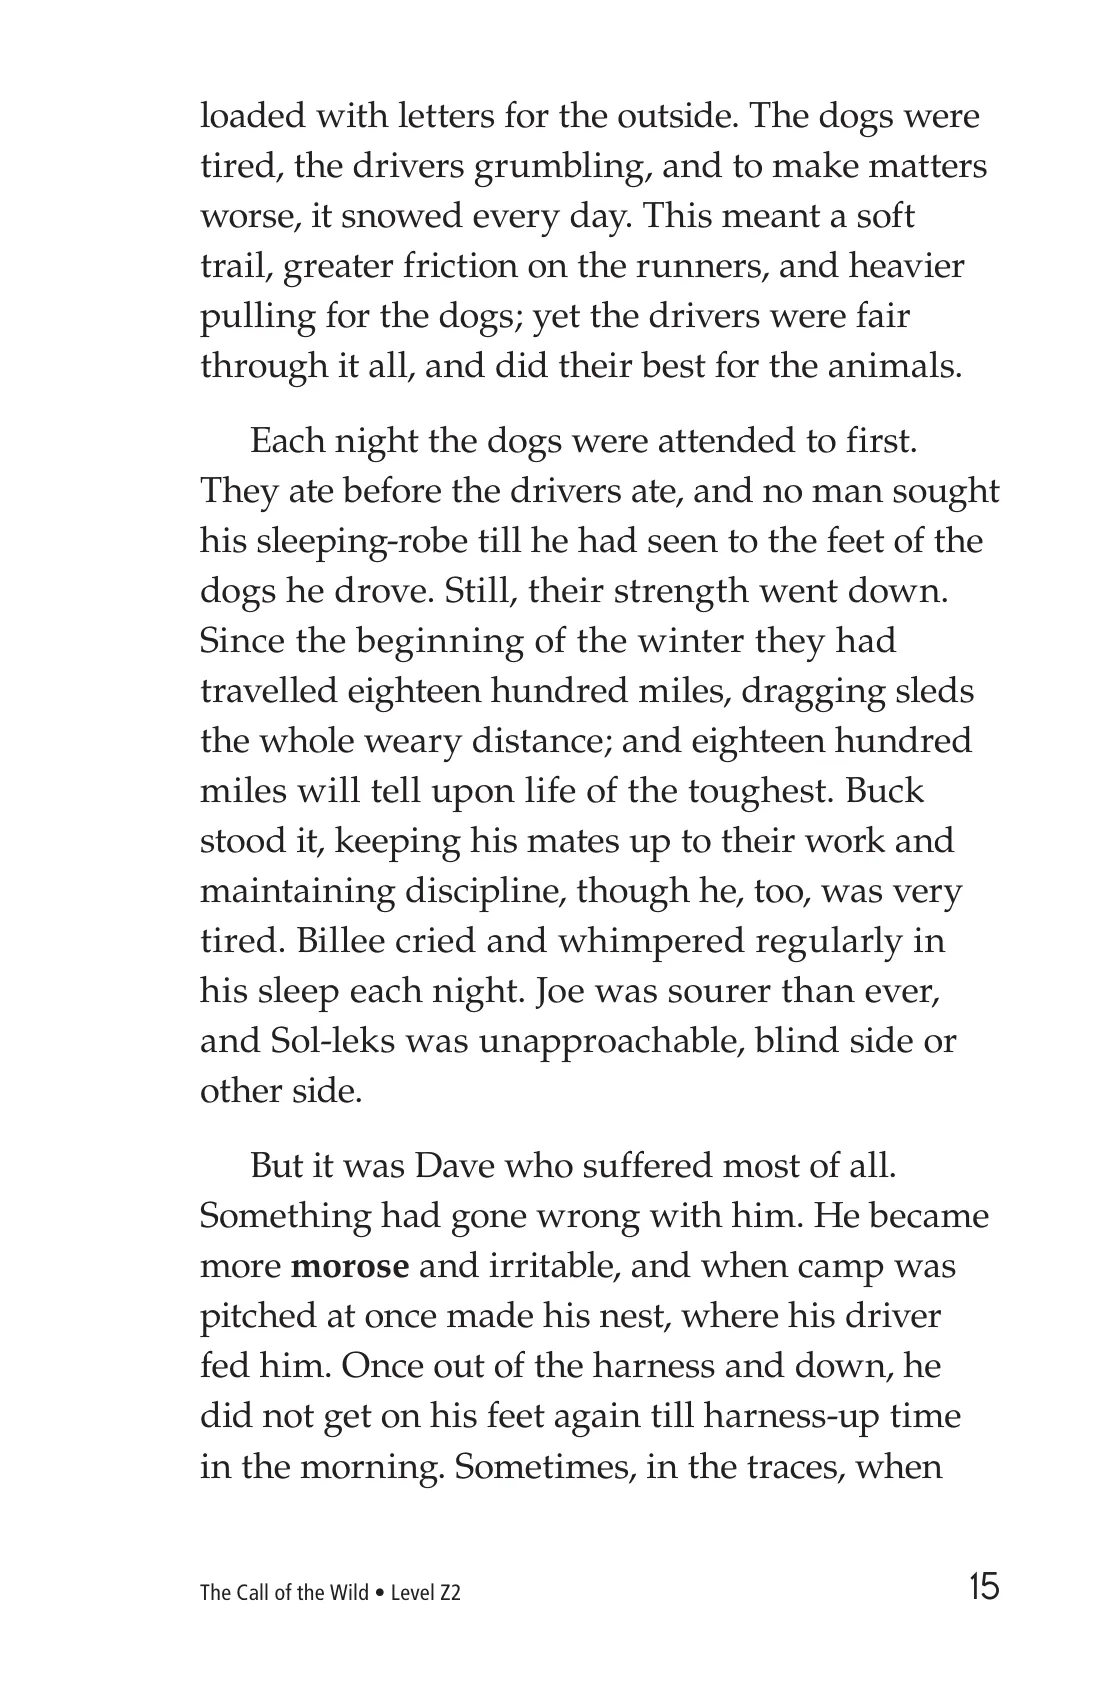 loaded with letters for the outside. The dogs were
tired, the drivers grumbling, and to make matters
worse, it snowed every day. This meant a soft
trail, greater friction on the runners, and heavier
pulling for the dogs; yet the drivers were fair
through it all, and did their best for the animals.
Each night the dogs were attended to first.
They ate before the drivers ate, and no man sought
his sleeping-robe till he had seen to the feet of the
dogs he drove. Still, their strength went down.
Since the beginning of the winter they had
travelled eighteen hundred miles, dragging sleds
the whole weary distance; and eighteen hundred
miles will tell upon life of the toughest. Buck
stood it, keeping his mates up to their work and
maintaining discipline, though he, too, was very
tired. Billee cried and whimpered regularly in
his sleep each night. Joe was sourer than ever,
and Sol-leks was unapproachable, blind side or
other side.
But it was Dave who suffered most of all.
Something had gone wrong with him. He became
more morose and irritable, and when camp was
pitched at once made his nest, where his driver
fed him. Once out of the harness and down, he
did not get on his feet again till harness-up time
in the morning. Sometimes, in the traces, when
The Call of the Wild • Level Z2
15